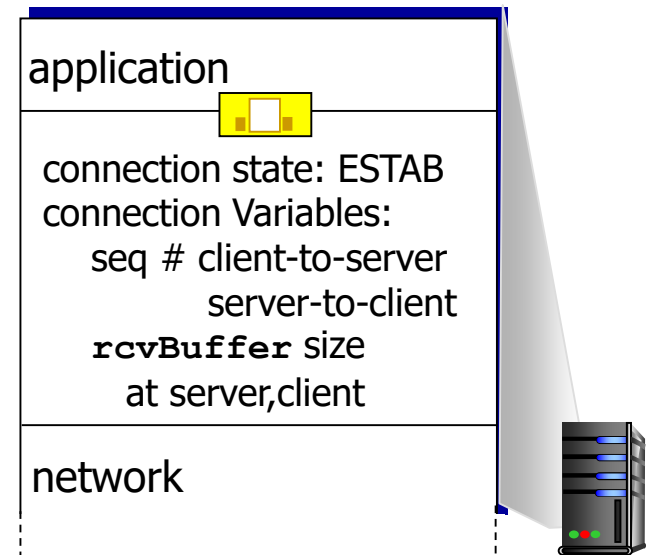 application
connection state: ESTAB
connection Variables:
seq # client-to-server
server-to-client
rcvBuffer size
at server,client
network